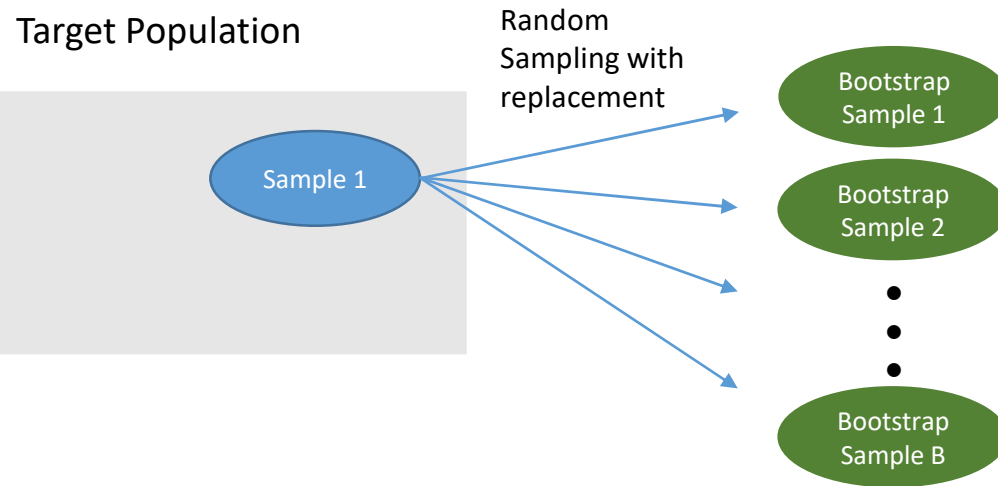 Target Population
Random
Sampling with
replacement
Sample 1
Bootstrap
Sample 1
Bootstrap
Sample 2
Bootstrap
Sample B